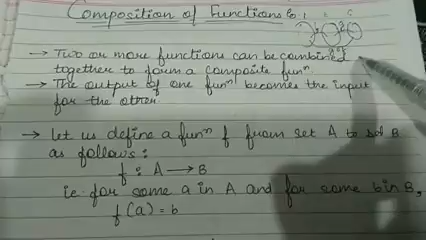 Composition of Functions
→ Two or more functions can be combined
together to form a composite funⁿ.
→ The output of one funⁿ becomes the input
for the other.
→ Let us define a funⁿ f from set A to set B
as follows:
f : A → B
ie for some a in A and for some b in B,
f(a) = b